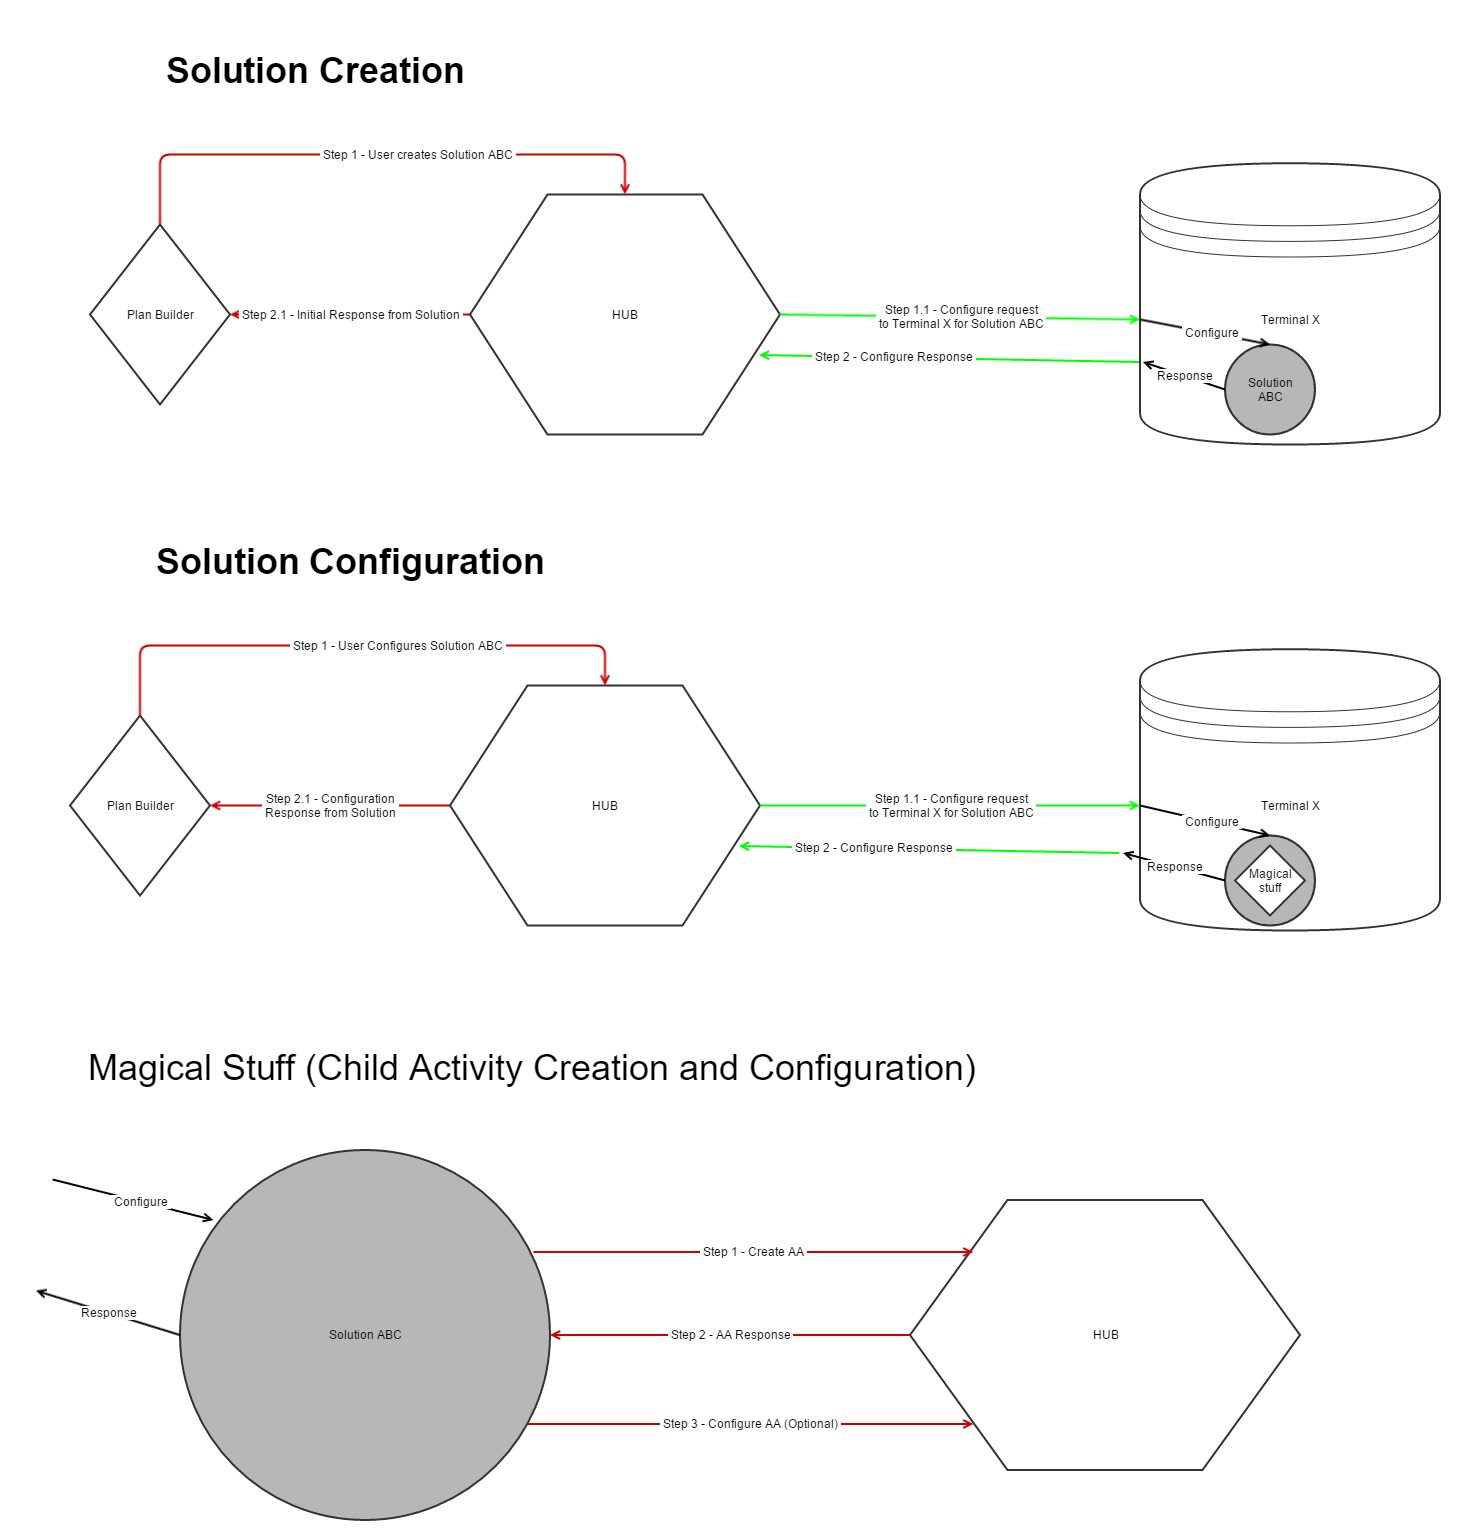 Solution Creation
Step 1 - User creates Solution ABC
Plan Builder
Step 2.1 - Initial Response from Solution
HUB
Step 1.1 - Configure request
to Terminal X for Solution ABC
Step 2 - Configure Response
Terminal X
Configure
Response
Solution
ABC
Solution Configuration
Step 1 - User Configures Solution ABC
Plan Builder
Step 2.1 - Configuration
Response from Solution
HUB
Step 1.1 - Configure request
to Terminal X for Solution ABC
Step 2 - Configure Response
Terminal X
Configure
Response
Magical
stuff
Magical Stuff (Child Activity Creation and Configuration)
Configure
Response
Solution ABC
Step 1 - Create AA
Step 2 - AA Response
Step 3 - Configure AA (Optional)
HUB